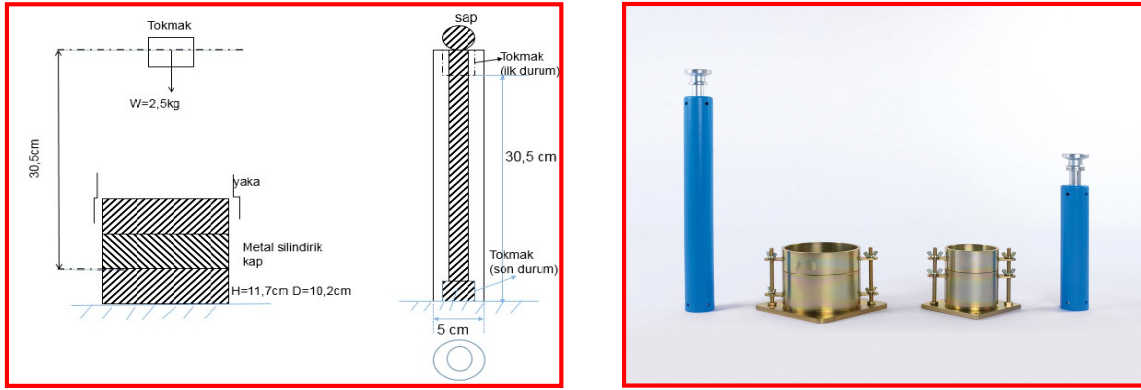 Tokmak
W=2,5kg
30,5cm
yaka
Metal silindirik
kap
H=11,7cm D=10,2cm
sap
Tokmak
(ilk durum)
30,5 cm
Tokmak
(son durum)
5 cm